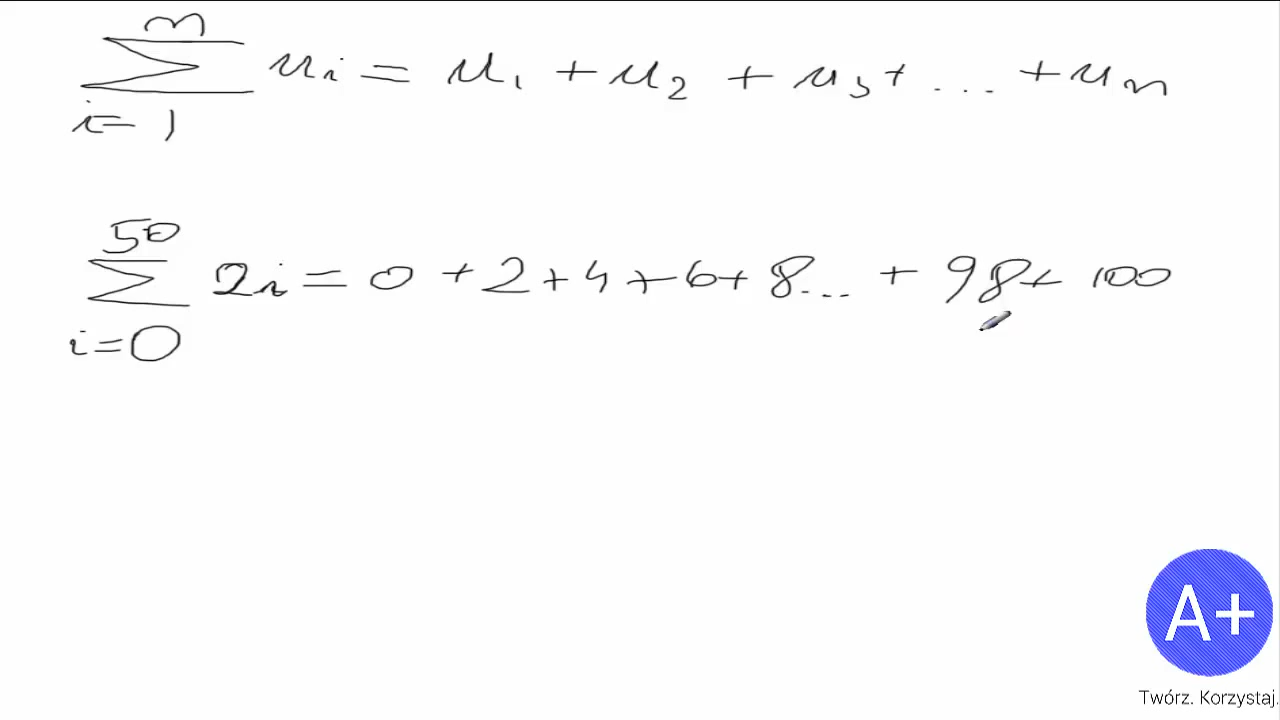 n
∑ u_i = u_1 + u_2 + u_3 + ... + u_n
i=1
50
∑ 2i = 0 + 2 + 4 + 6 + 8... + 98 + 100
i=0
A+
Twórz. Korzystaj.